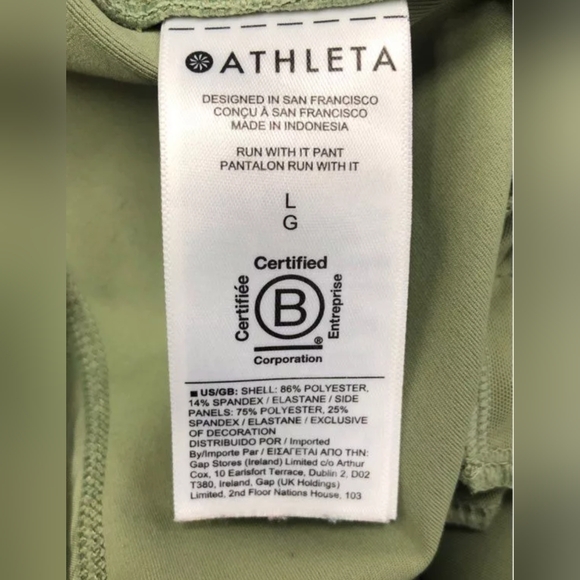 ATHLETA
DESIGNED IN SAN FRANCISCO
CONÇU À SAN FRANCISCO
MADE IN INDONESIA
RUN WITH IT PANT
PANTALON RUN WITH IT
L
G
Certified
Certifiée
B
Entreprise
®
Corporation
■ US/GB: SHELL: 86% POLYESTER,
14% SPANDEX / ELASTANE / SIDE
PANELS: 75% POLYESTER, 25%
SPANDEX / ELASTANE / EXCLUSIVE
OF DECORATION
DISTRIBUIDO POR / Imported
By/Importe Par / ΕΙΣΑΓΕΤΑΙ ΑΠΟ ΤΗΝ:
Gap Stores (Ireland) Limited c/o Arthur
Cox, 10 Earlsfort Terrace, Dublin 2, D02
T380, Ireland, Gap (UK Holdings)
Limited, 2nd Floor Nations House, 103